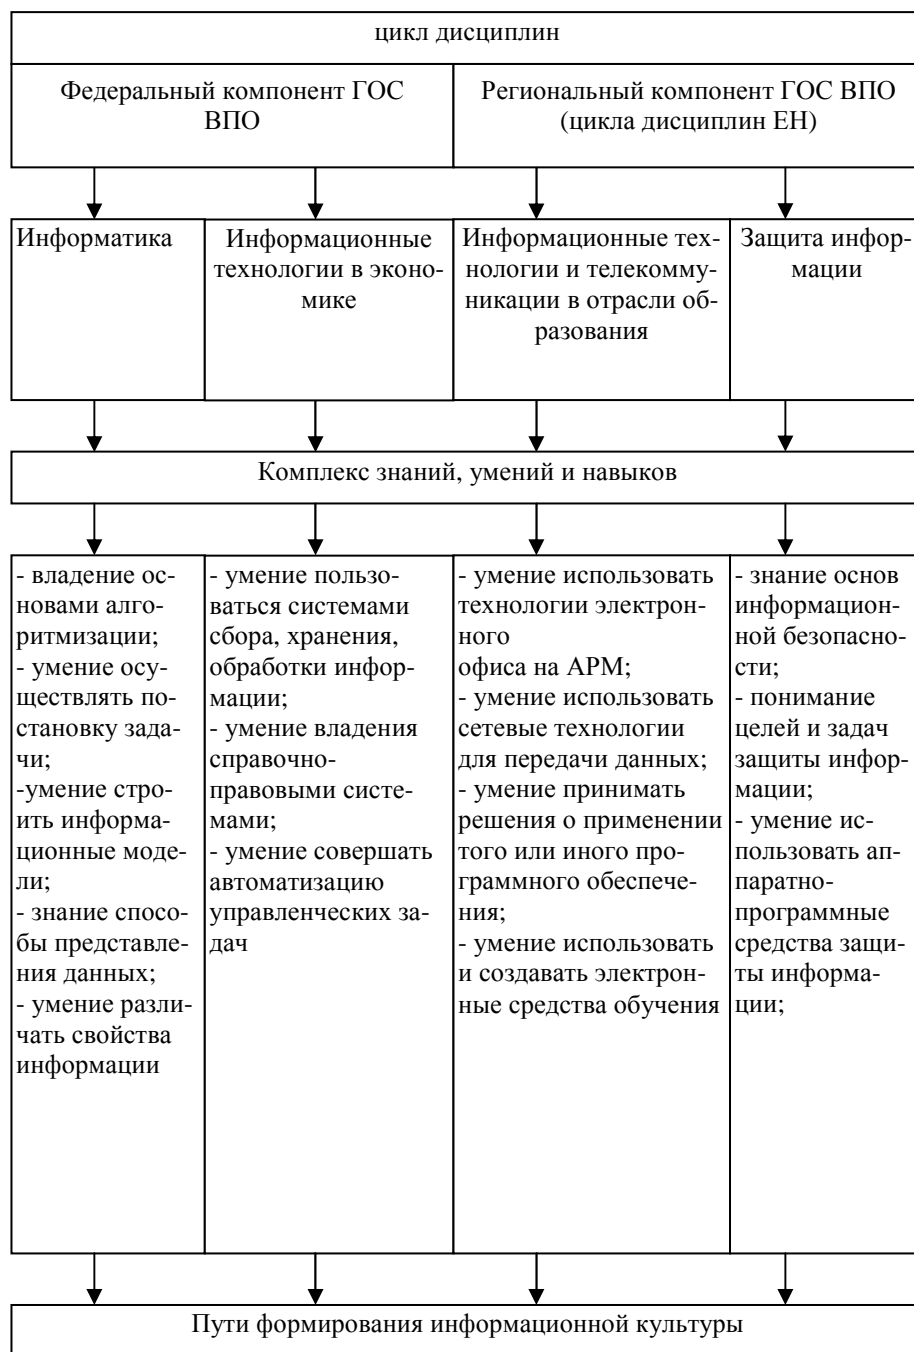 цикл дисциплин
Федеральный компонент ГОС
ВПО
Региональный компонент ГОС ВПО
(цикла дисциплин ЕН)
Информатика
Информационные
технологии в эконо-
мике
Информационные тех-
нологии и телекомму-
никации в отрасли об-
разования
Защита инфор-
мации
Комплекс знаний, умений и навыков
- владение ос-
новами алго-
ритмизации;
- умение осу-
ществлять по-
становку зада-
чи;
-умение стро-
ить информа-
ционные моде-
ли;
- знание спосо-
бы представле-
ния данных;
- умение разли-
чать свойства
информации
- умение пользо-
ваться системами
сбора, хранения,
обработки инфор-
мации;
- умение владения
справочно-
правовыми систе-
мами;
- умение совершать
автоматизацию
управленческих за-
дач
- умение использовать
технологии электрон-
ного
офиса на АРМ;
- умение использовать
сетевые технологии
для передачи данных;
- умение принимать
решения о применении
того или иного про-
граммного обеспече-
ния;
- умение использовать
и создавать электрон-
ные средства обучения
- знание основ
информацион-
ной безопасно-
сти;
- понимание
целей и задач
защиты инфор-
мации;
- умение ис-
пользовать ап-
паратно-
программные
средства защи-
ты информа-
ции;
Пути формирования информационной культуры